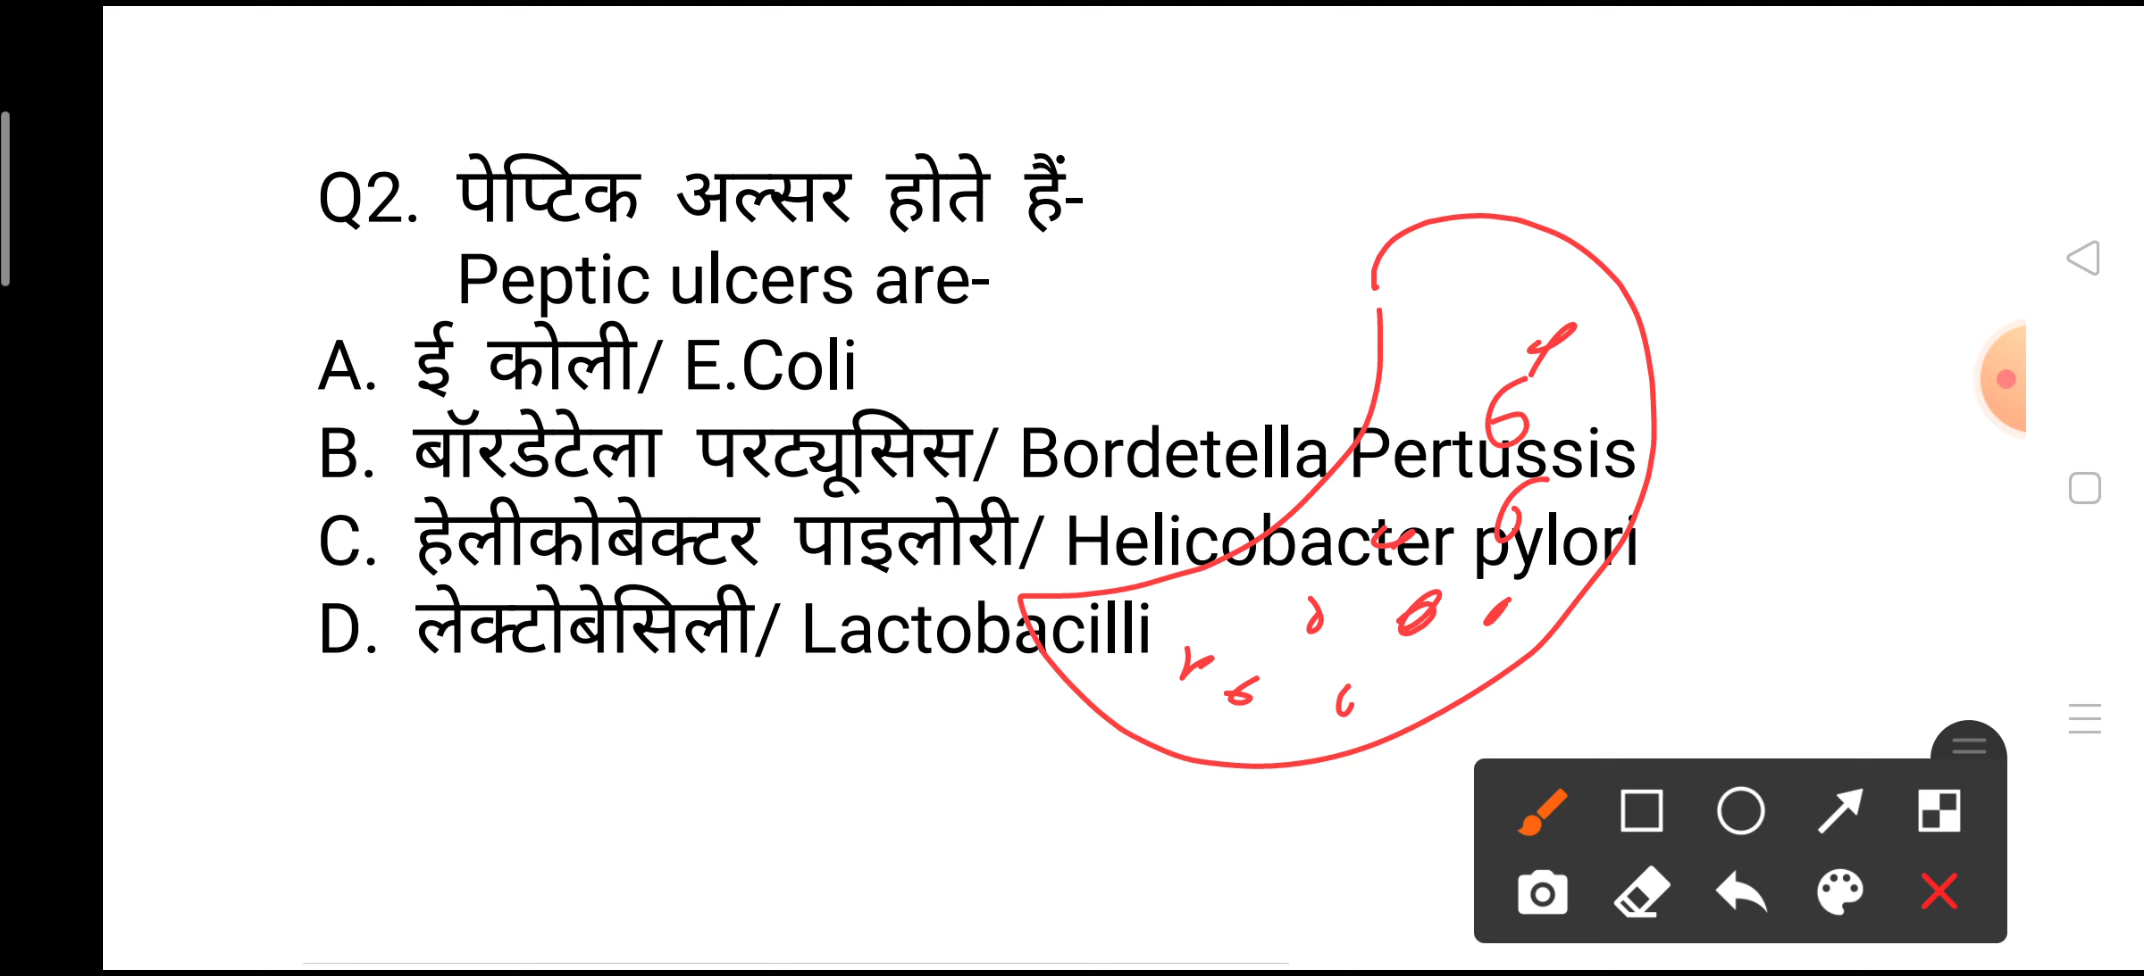 Q2. पेप्टिक अल्सर होते हैं-
Peptic ulcers are-
A. ई कोली/ E.Coli
B. बॉरडेटेला परट्यूसिस/ Bordetella Pertussis
C. हेलीकोबेक्टर पाइलोरी/ Helicobacter pylori
D. लेक्टोबेसिली/ Lactobacilli